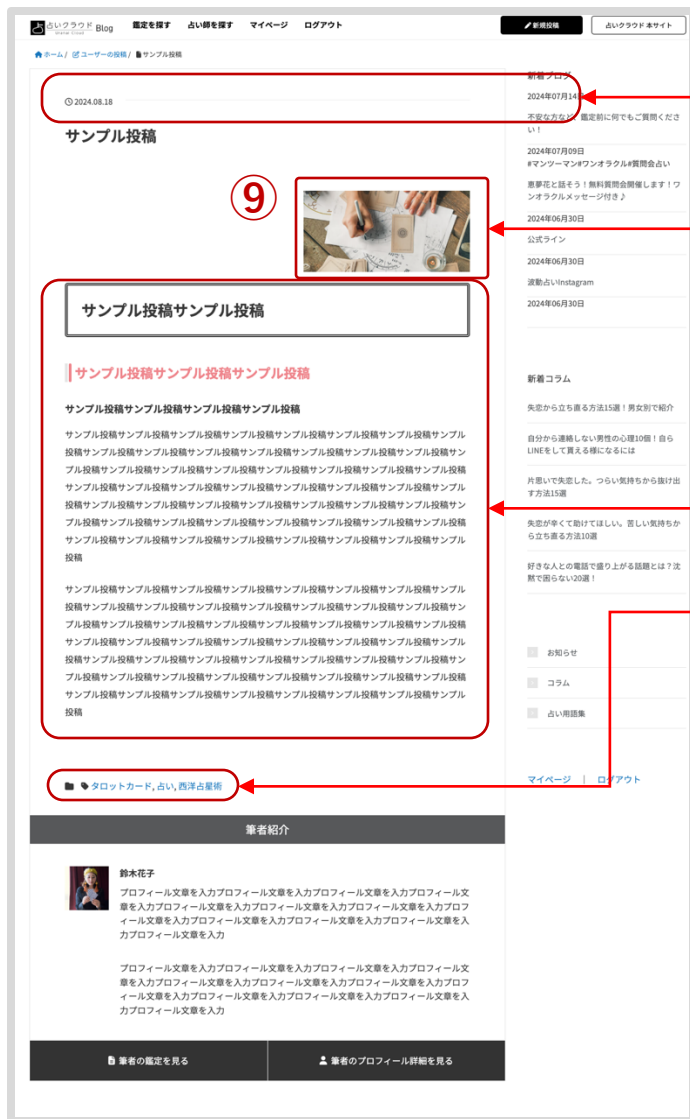 占いクラウド Blog 鑑定を探す 占い師を探す マイページ ログアウト 新規投稿 占いクラウド 本サイト
ホーム / ユーザーの投稿 / サンプル投稿
2024.08.18
サンプル投稿
⑨
サンプル投稿サンプル投稿
サンプル投稿サンプル投稿サンプル投稿
サンプル投稿サンプル投稿サンプル投稿サンプル投稿
サンプル投稿サンプル投稿サンプル投稿サンプル投稿サンプル投稿サンプル投稿サンプル
投稿サンプル投稿サンプル投稿サンプル投稿サンプル投稿サンプル投稿サンプル投稿サン
プル投稿サンプル投稿サンプル投稿サンプル投稿サンプル投稿サンプル投稿サンプル投稿
サンプル投稿サンプル投稿サンプル投稿サンプル投稿サンプル投稿サンプル投稿サンプル
投稿サンプル投稿サンプル投稿サンプル投稿サンプル投稿サンプル投稿サンプル投稿サン
プル投稿サンプル投稿サンプル投稿サンプル投稿サンプル投稿サンプル投稿サンプル投稿
サンプル投稿サンプル投稿サンプル投稿サンプル投稿サンプル投稿サンプル投稿サンプル
投稿
サンプル投稿サンプル投稿サンプル投稿サンプル投稿サンプル投稿サンプル投稿サンプル
投稿サンプル投稿サンプル投稿サンプル投稿サンプル投稿サンプル投稿サンプル投稿サン
プル投稿サンプル投稿サンプル投稿サンプル投稿サンプル投稿サンプル投稿サンプル投稿
サンプル投稿サンプル投稿サンプル投稿サンプル投稿サンプル投稿サンプル投稿サンプル
投稿サンプル投稿サンプル投稿サンプル投稿サンプル投稿サンプル投稿サンプル投稿サン
プル投稿サンプル投稿サンプル投稿サンプル投稿サンプル投稿サンプル投稿サンプル投稿
サンプル投稿サンプル投稿サンプル投稿サンプル投稿サンプル投稿サンプル投稿サンプル
投稿
タロットカード, 占い, 西洋占星術
筆者紹介
鈴木花子
プロフィール文章を入力プロフィール文章を入力プロフィール文章を入力プロフィール文
章を入力プロフィール文章を入力プロフィール文章を入力プロフィール文章を入力プロフ
ィール文章を入力プロフィール文章を入力プロフィール文章を入力プロフィール文章を入
力プロフィール文章を入力
プロフィール文章を入力プロフィール文章を入力プロフィール文章を入力プロフィール文
章を入力プロフィール文章を入力プロフィール文章を入力プロフィール文章を入力プロフ
ィール文章を入力プロフィール文章を入力プロフィール文章を入力プロフィール文章を入
力プロフィール文章を入力
筆者の鑑定を見る 筆者のプロフィール詳細を見る
新着ブログ
2024年07月14日
不安な方など、鑑定前に何でもご質問くださ
い！
2024年07月09日
#マンツーマン#ワンオラクル#質問会占い
恵夢花と話そう！無料質問会開催します！ワ
ンオラクルメッセージ付き♪
2024年06月30日
公式ライン
2024年06月30日
波動占いInstagram
2024年06月30日
新着コラム
失恋から立ち直る方法15選！男女別で紹介
自分から連絡しない男性の心理10個！自ら
LINEをして貰える様になるには
片思いで失恋した。つらい気持ちから抜け出
す方法15選
失恋が辛くて助けてほしい。苦しい気持ちか
ら立ち直る方法10選
好きな人との電話で盛り上がる話題とは？沈
黙で困らない20選！
お知らせ
コラム
占い用語集
マイページ | ログアウト